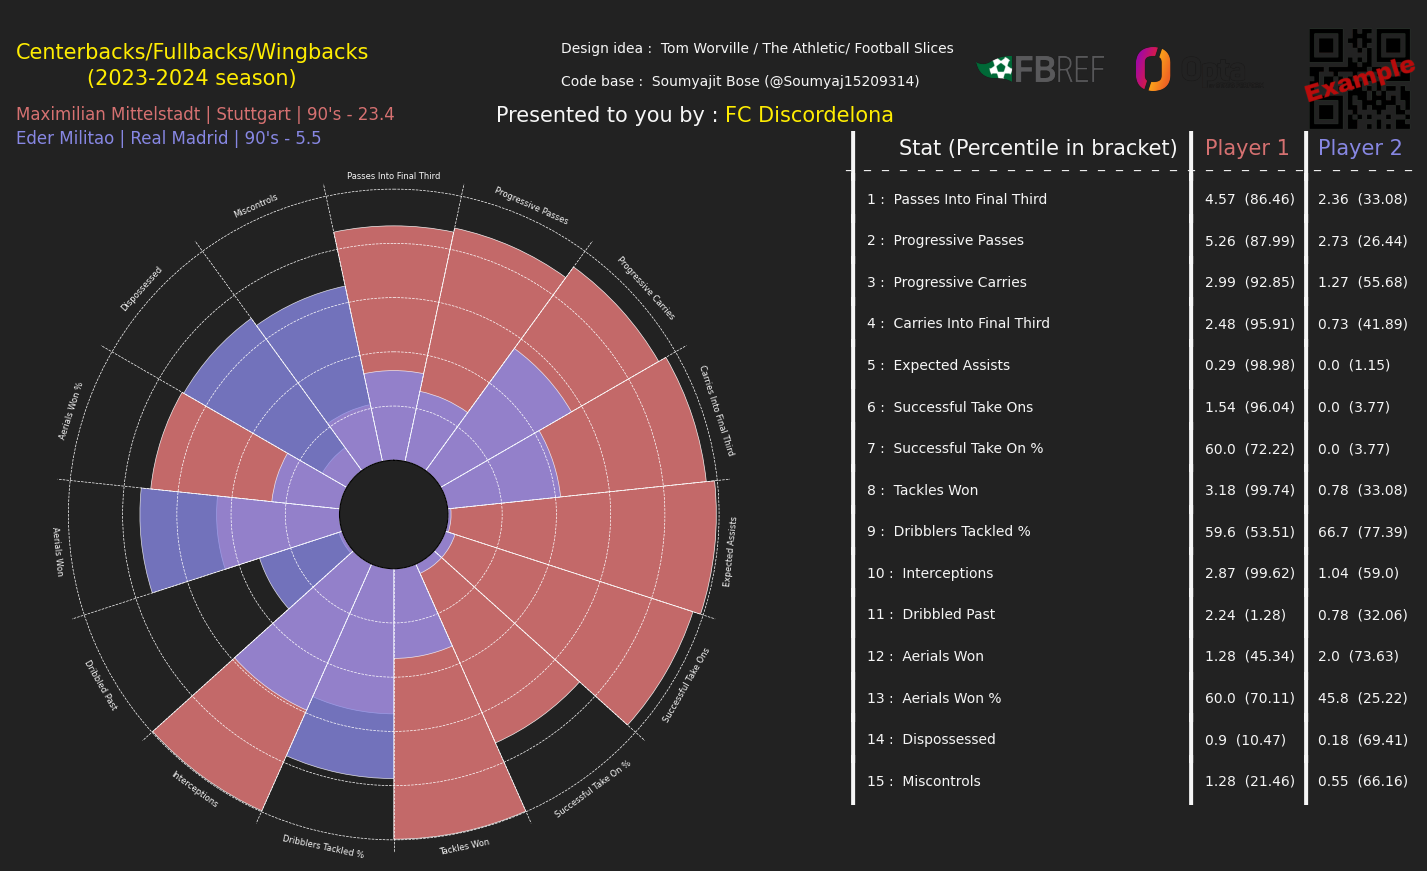 Centerbacks/Fullbacks/Wingbacks
(2023-2024 season)
Maximilian Mittelstadt | Stuttgart | 90's - 23.4
Eder Militao | Real Madrid | 90's - 5.5
Design idea : Tom Worville / The Athletic/ Football Slices
Code base : Soumyajit Bose (@Soumyaj15209314)
Presented to you by : FC Discordelona
FBREF
Opta
Example
Passes Into Final Third
Progressive Passes
Progressive Carries
Carries Into Final Third
Expected Assists
Successful Take Ons
Successful Take On %
Tackles Won
Dribblers Tackled %
Interceptions
Dribbled Past
Aerials Won
Aerials Won %
Dispossessed
Miscontrols
Stat (Percentile in bracket) Player 1 Player 2
1 : Passes Into Final Third 4.57 (86.46) 2.36 (33.08)
2 : Progressive Passes 5.26 (87.99) 2.73 (26.44)
3 : Progressive Carries 2.99 (92.85) 1.27 (55.68)
4 : Carries Into Final Third 2.48 (95.91) 0.73 (41.89)
5 : Expected Assists 0.29 (98.98) 0.0 (1.15)
6 : Successful Take Ons 1.54 (96.04) 0.0 (3.77)
7 : Successful Take On % 60.0 (72.22) 0.0 (3.77)
8 : Tackles Won 3.18 (99.74) 0.78 (33.08)
9 : Dribblers Tackled % 59.6 (53.51) 66.7 (77.39)
10 : Interceptions 2.87 (99.62) 1.04 (59.0)
11 : Dribbled Past 2.24 (1.28) 0.78 (32.06)
12 : Aerials Won 1.28 (45.34) 2.0 (73.63)
13 : Aerials Won % 60.0 (70.11) 45.8 (25.22)
14 : Dispossessed 0.9 (10.47) 0.18 (69.41)
15 : Miscontrols 1.28 (21.46) 0.55 (66.16)